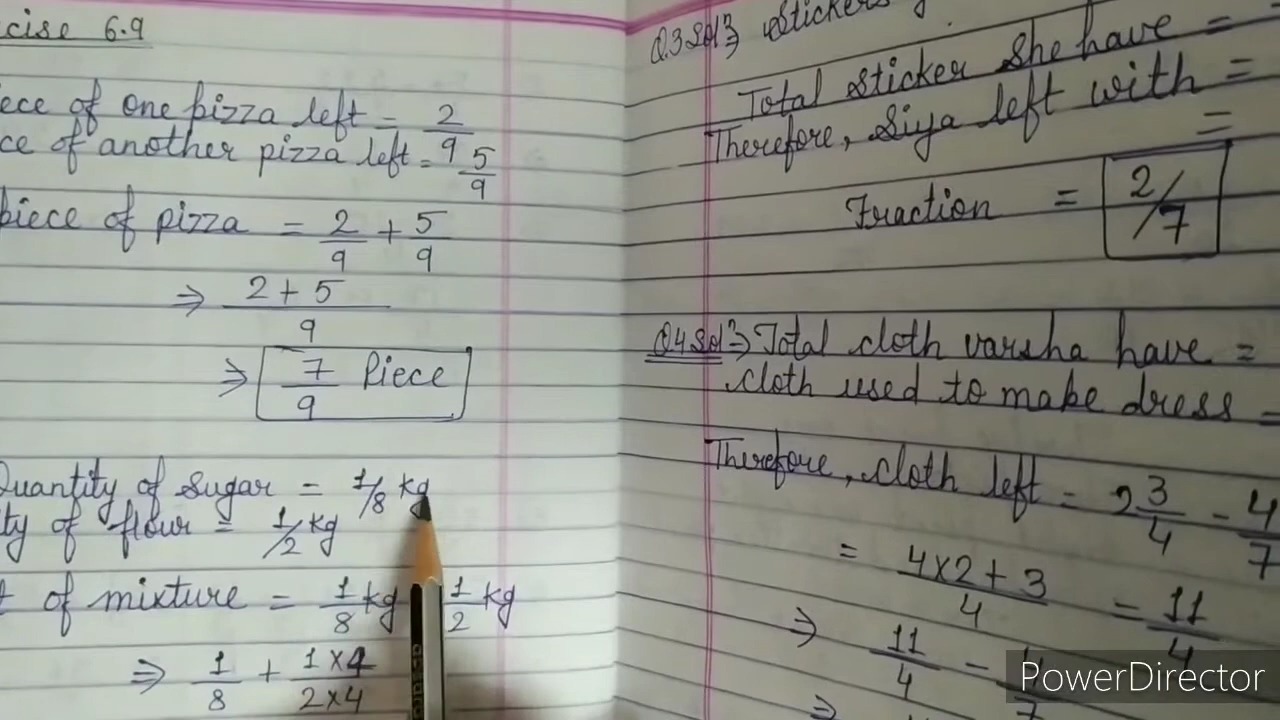 cise 6.9
ece of one pizza left = 2/9
ce of another pizza left = 5/9
piece of pizza = 2/9 + 5/9
⇒ 2+5/9
⇒ 7/9 Piece
Quantity of sugar = 1/8 kg
ty of flour = 1/2 kg
of mixture = 1/8 kg 1/2 kg
⇒ 1/8 + 1×4/2×4
Q.3 Sol⇒ Stickers
Total sticker she have =
Therefore, Siya left with =
=
Fraction = 2/7
Q4 Sol⇒ Total cloth varsha have =
cloth used to make dress =
Therefore, cloth left = 2 3/4 - 4/7
= 4×2+3/4 = 11/4
⇒ 11/4 -
⇒
PowerDirector